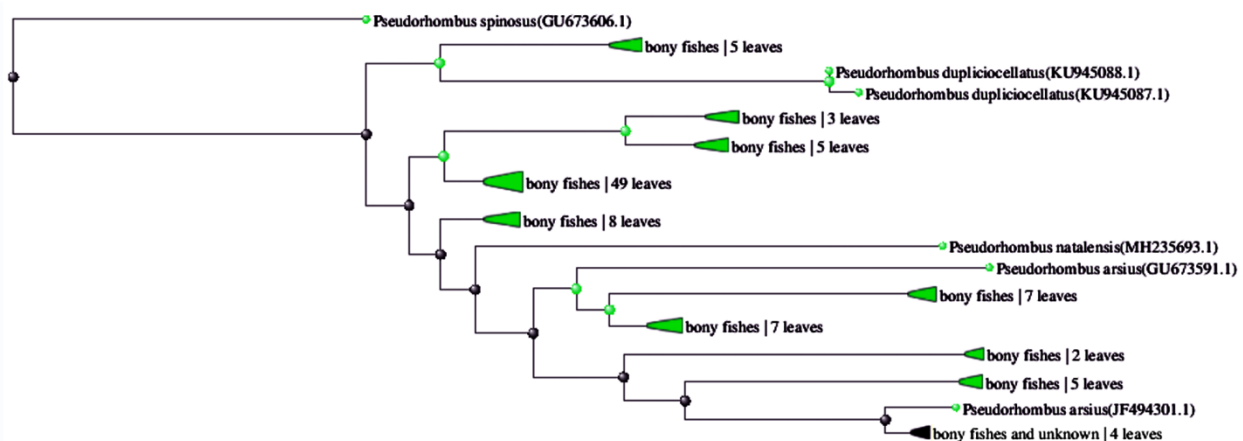 Pseudorhombus spinosus(GU673606.1)
bony fishes | 5 leaves
Pseudorhombus dupliciocellatus(KU945088.1)
Pseudorhombus dupliciocellatus(KU945087.1)
bony fishes | 3 leaves
bony fishes | 5 leaves
bony fishes | 49 leaves
bony fishes | 8 leaves
Pseudorhombus natalensis(MH235693.1)
Pseudorhombus arsius(GU673591.1)
bony fishes | 7 leaves
bony fishes | 7 leaves
bony fishes | 2 leaves
bony fishes | 5 leaves
Pseudorhombus arsius(JF494301.1)
bony fishes and unknown | 4 leaves